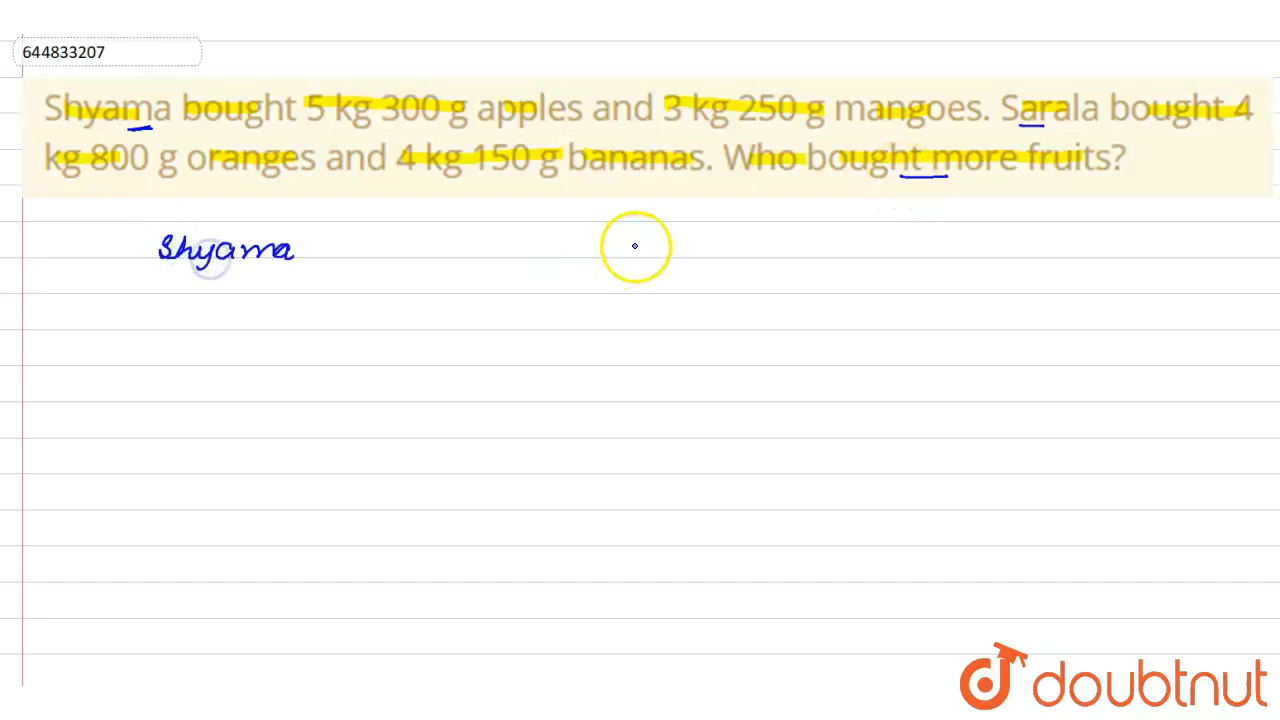 644833207
Shyama bought 5 kg 300 g apples and 3 kg 250 g mangoes. Sarala bought 4
kg 800 g oranges and 4 kg 150 g bananas. Who bought more fruits?
Shyama
doubtnut